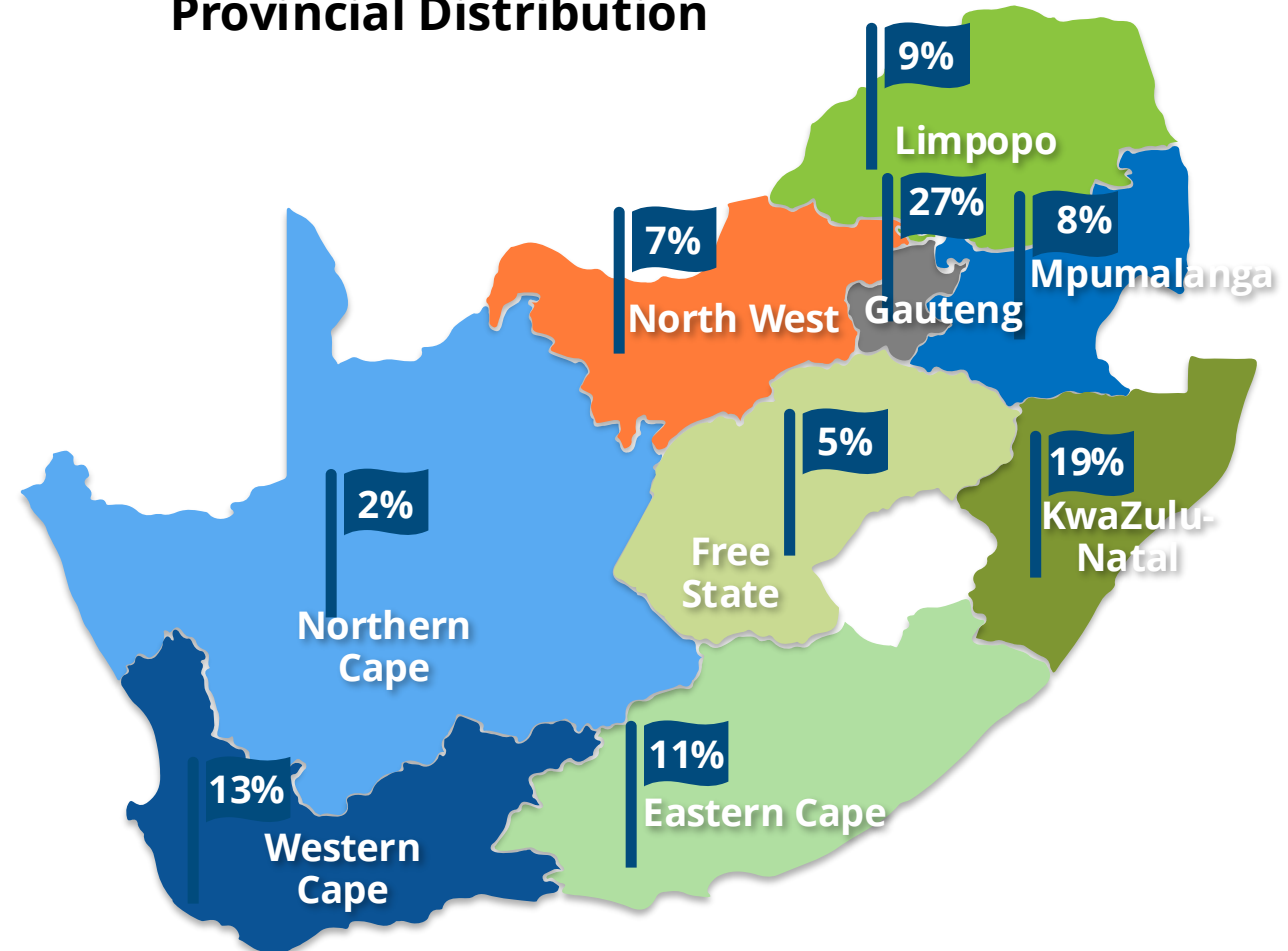 Provincial Distribution
9%
Limpopo
27%
8%
7%
Mpumalanga
Gauteng
North West
5%
19%
KwaZulu-
Natal
2%
Free
State
Northern
Cape
11%
13%
Eastern Cape
Western
Cape